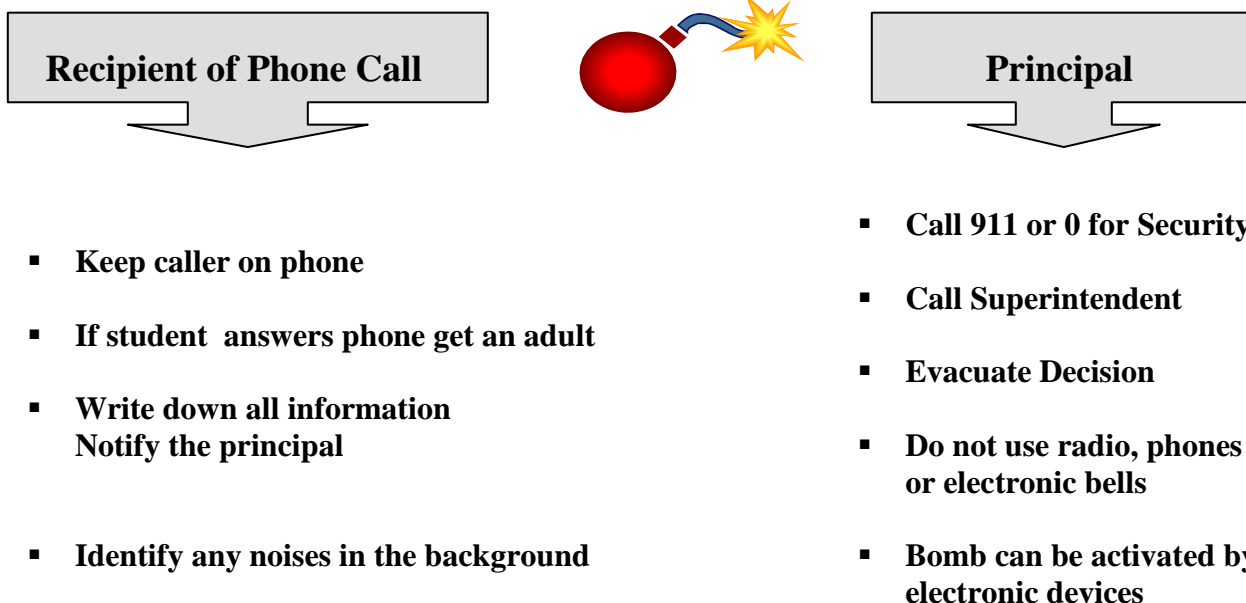 Recipient of Phone Call
▪ Keep caller on phone
▪ If student answers phone get an adult
▪ Write down all information
Notify the principal
▪ Identify any noises in the background
Principal
▪ Call 911 or 0 for Security
▪ Call Superintendent
▪ Evacuate Decision
▪ Do not use radio, phones
or electronic bells
▪ Bomb can be activated by
electronic devices